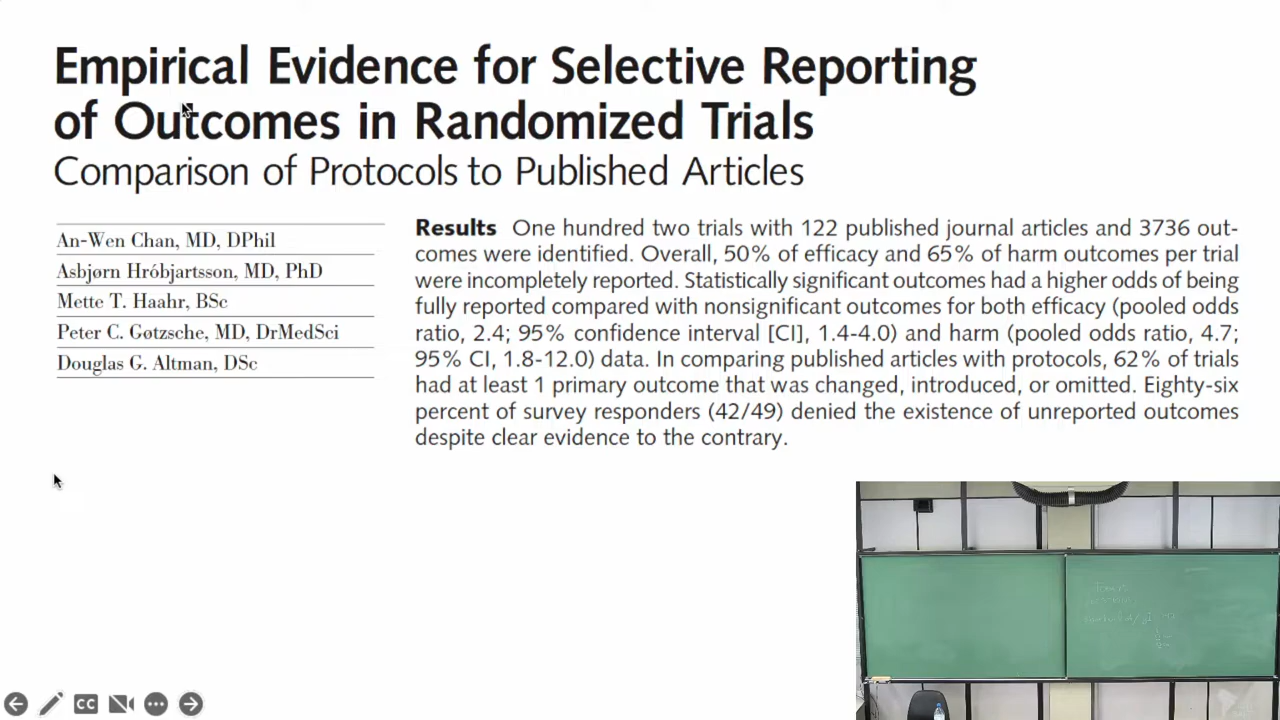 Empirical Evidence for Selective Reporting
of Outcomes in Randomized Trials
Comparison of Protocols to Published Articles
An-Wen Chan, MD, DPhil
Asbjørn Hróbjartsson, MD, PhD
Mette T. Haahr, BSc
Peter C. Gøtzsche, MD, DrMedSci
Douglas G. Altman, DSc
Results One hundred two trials with 122 published journal articles and 3736 out-
comes were identified. Overall, 50% of efficacy and 65% of harm outcomes per trial
were incompletely reported. Statistically significant outcomes had a higher odds of being
fully reported compared with nonsignificant outcomes for both efficacy (pooled odds
ratio, 2.4; 95% confidence interval [CI], 1.4-4.0) and harm (pooled odds ratio, 4.7;
95% CI, 1.8-12.0) data. In comparing published articles with protocols, 62% of trials
had at least 1 primary outcome that was changed, introduced, or omitted. Eighty-six
percent of survey responders (42/49) denied the existence of unreported outcomes
despite clear evidence to the contrary.
CC